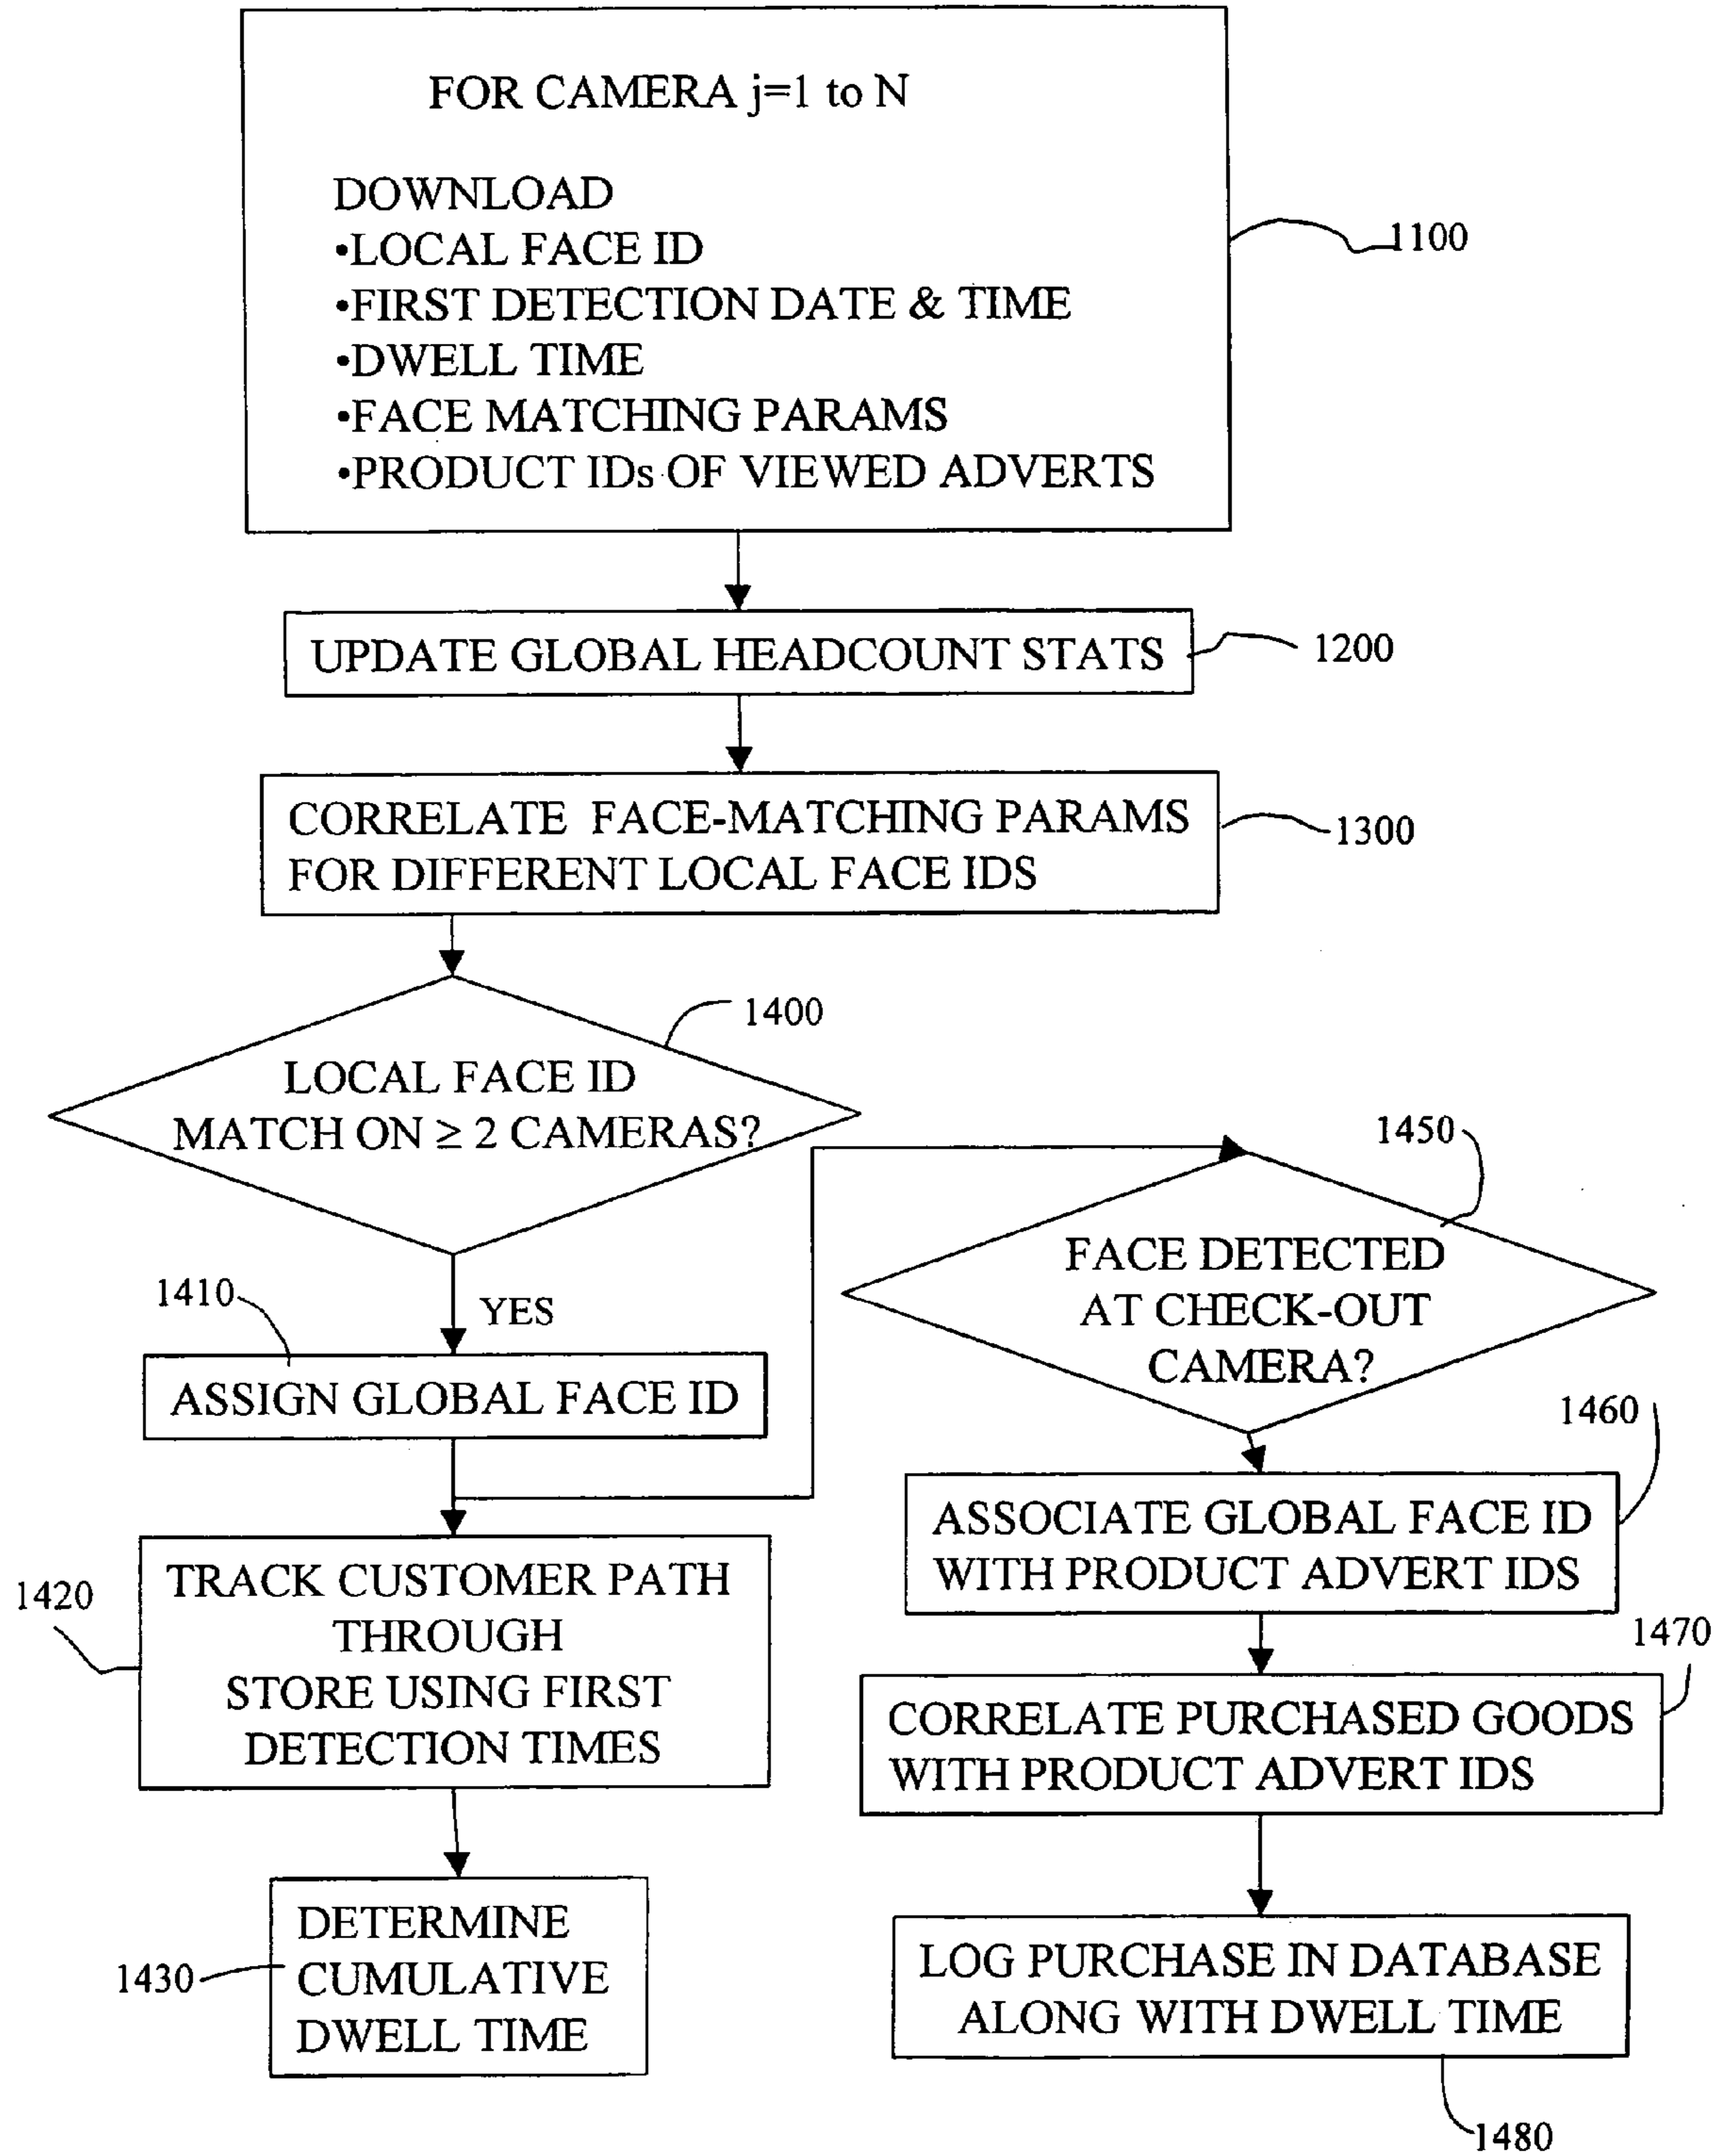 FOR CAMERA j=1 to N
DOWNLOAD
•LOCAL FACE ID
•FIRST DETECTION DATE & TIME
•DWELL TIME
•FACE MATCHING PARAMS
•PRODUCT IDs OF VIEWED ADVERTS
1100
UPDATE GLOBAL HEADCOUNT STATS
1200
CORRELATE FACE-MATCHING PARAMS
FOR DIFFERENT LOCAL FACE IDS
1300
1400
LOCAL FACE ID
MATCH ON ≥ 2 CAMERAS?
YES
1410
ASSIGN GLOBAL FACE ID
1420
TRACK CUSTOMER PATH
THROUGH
STORE USING FIRST
DETECTION TIMES
1430
DETERMINE
CUMULATIVE
DWELL TIME
1450
FACE DETECTED
AT CHECK-OUT
CAMERA?
1460
ASSOCIATE GLOBAL FACE ID
WITH PRODUCT ADVERT IDS
1470
CORRELATE PURCHASED GOODS
WITH PRODUCT ADVERT IDS
LOG PURCHASE IN DATABASE
ALONG WITH DWELL TIME
1480